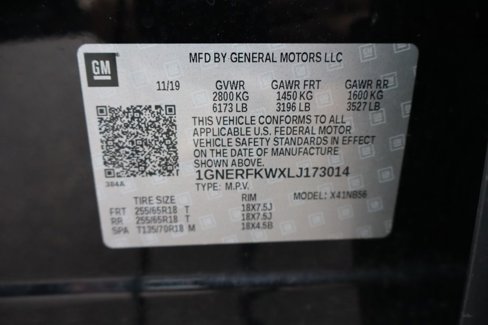 GM
MFD BY GENERAL MOTORS LLC
11/19 GVWR GAWR FRT GAWR RR
2800 KG 1450 KG 1600 KG
6173 LB 3196 LB 3527 LB
THIS VEHICLE CONFORMS TO ALL
APPLICABLE U.S. FEDERAL MOTOR
VEHICLE SAFETY STANDARDS IN EFFECT
ON THE DATE OF MANUFACTURE
SHOWN ABOVE.
1GNERFKWXLJ173014
384A TYPE: M.P.V. MODEL: X41NB56
TIRE SIZE RIM
FRT 255/65R18 T 18X7.5J
RR 255/65R18 T 18X7.5J
SPA T135/70R18 M 18X4.5B